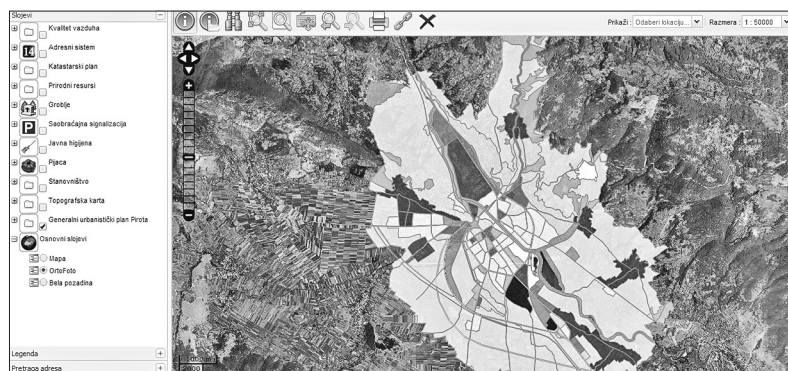 Slojevi
Prikaži : Odaberi lokaciju... Razmera : 1 : 50000
Kvalitet vazduha
14 Adresni sistem
Katastarski plan
Prirodni resursi
Groblje
P Saobraćajna signalizacija
Javna higijena
Pijaca
Stanovništvo
Topografska karta
Generalni urbanistički plan Pirota
Osnovni slojevi
Mapa
OrtoFoto
Bela pozadina
Legenda
Pretraga adresa